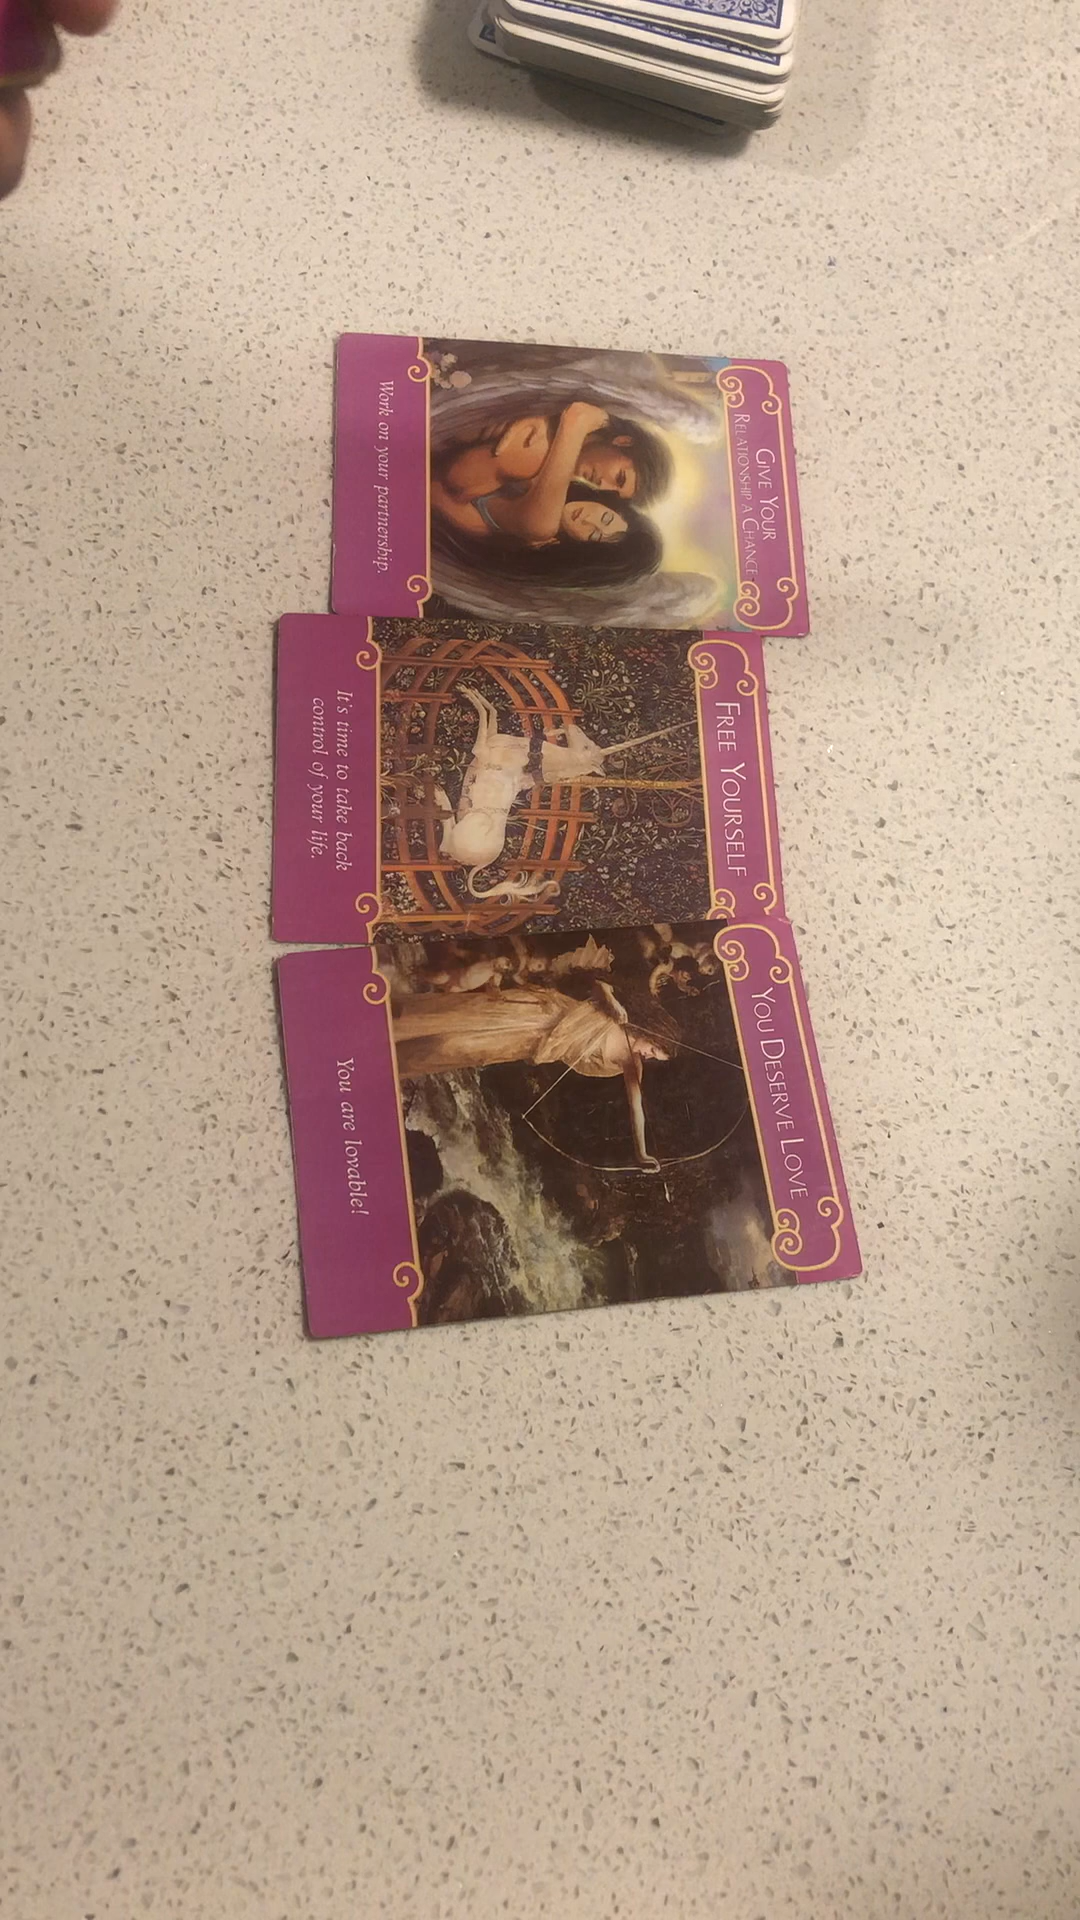 GIVE YOUR
RELATIONSHIP A CHANCE
Work on your partnership.
FREE YOURSELF
It's time to take back
control of your life.
YOU DESERVE LOVE
You are lovable!